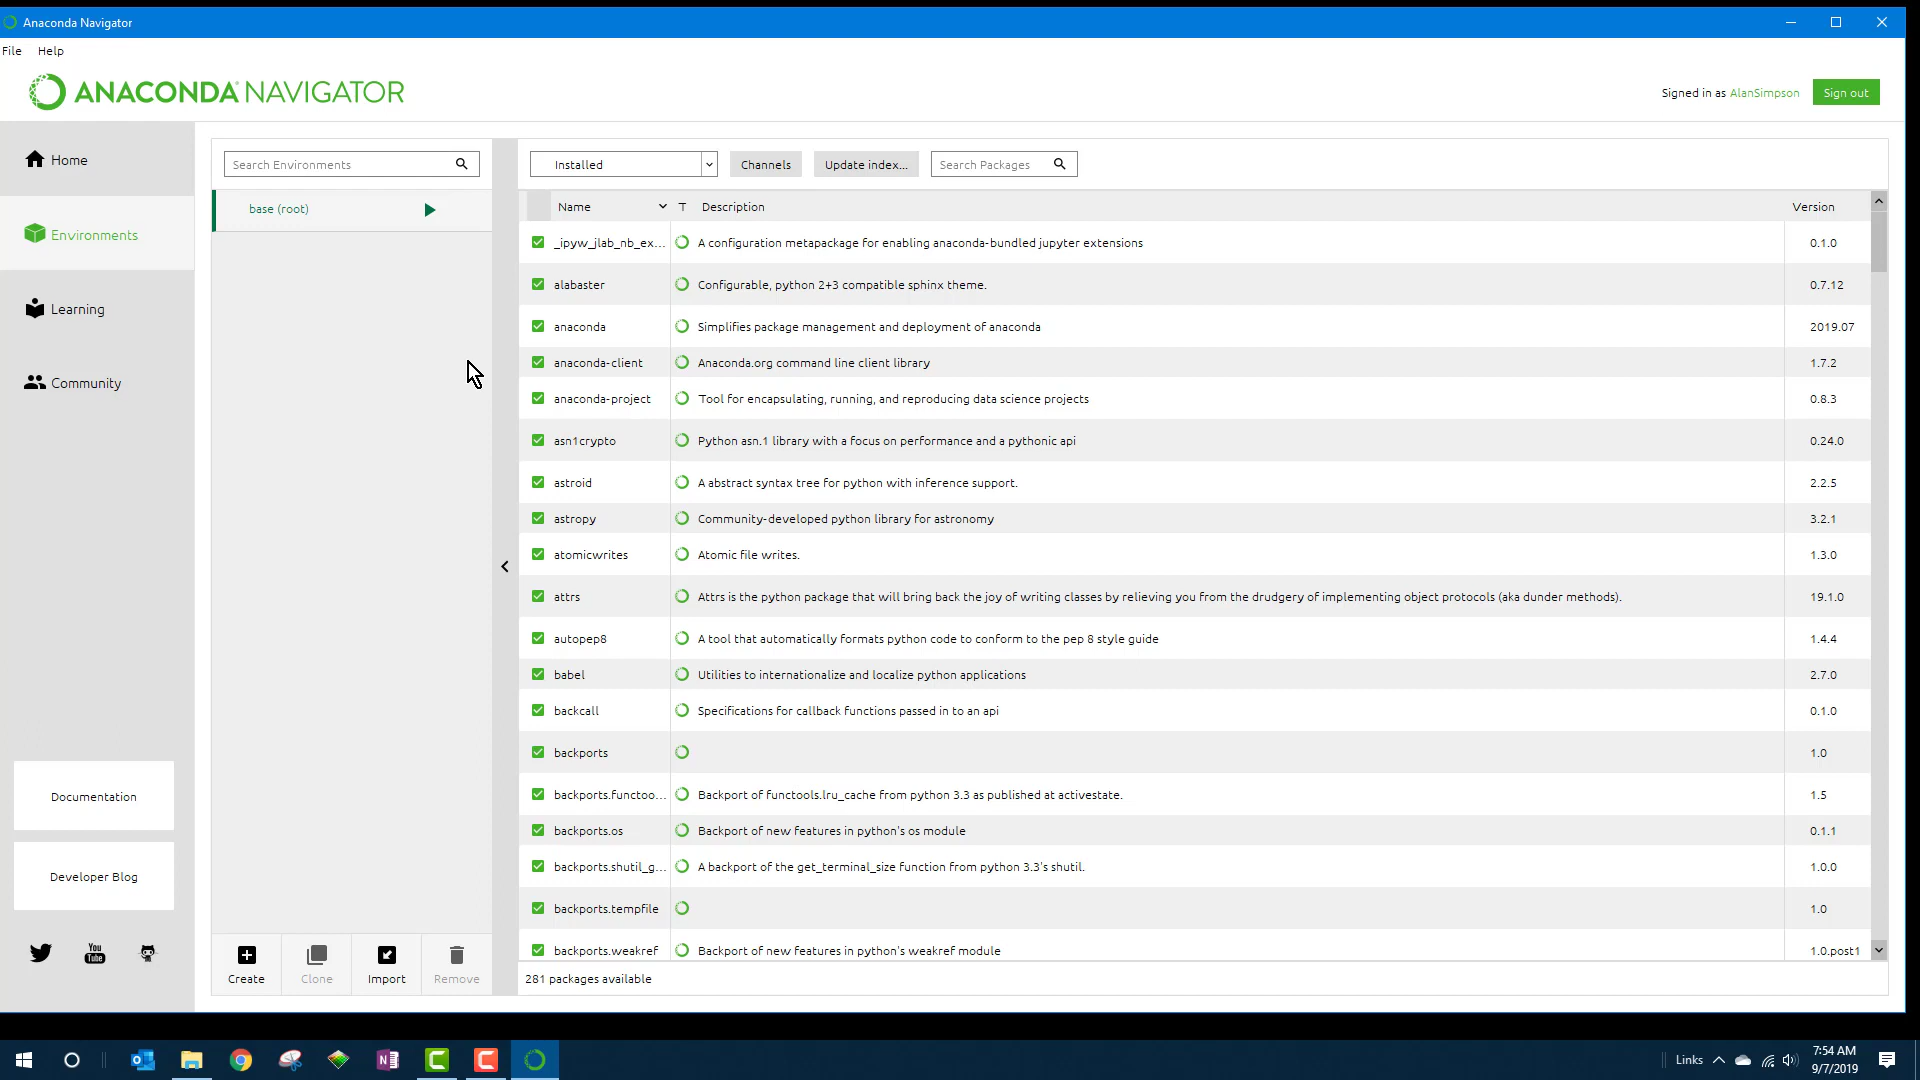 Anaconda Navigator
File Help
ANACONDA NAVIGATOR
Signed in as AlanSimpson Sign out
Home
Environments
Learning
Community
Documentation
Developer Blog
You Tube
Search Environments
base (root)
Create Clone Import Remove
Installed Channels Update index... Search Packages
Name T Description Version
_ipyw_jlab_nb_ex... A configuration metapackage for enabling anaconda-bundled jupyter extensions 0.1.0
alabaster Configurable, python 2+3 compatible sphinx theme. 0.7.12
anaconda Simplifies package management and deployment of anaconda 2019.07
anaconda-client Anaconda.org command line client library 1.7.2
anaconda-project Tool for encapsulating, running, and reproducing data science projects 0.8.3
asn1crypto Python asn.1 library with a focus on performance and a pythonic api 0.24.0
astroid A abstract syntax tree for python with inference support. 2.2.5
astropy Community-developed python library for astronomy 3.2.1
atomicwrites Atomic file writes. 1.3.0
attrs Attrs is the python package that will bring back the joy of writing classes by relieving you from the drudgery of implementing object protocols (aka dunder methods). 19.1.0
autopep8 A tool that automatically formats python code to conform to the pep 8 style guide 1.4.4
babel Utilities to internationalize and localize python applications 2.7.0
backcall Specifications for callback functions passed in to an api 0.1.0
backports 1.0
backports.functoo... Backport of functools.lru_cache from python 3.3 as published at activestate. 1.5
backports.os Backport of new features in python's os module 0.1.1
backports.shutil_g... A backport of the get_terminal_size function from python 3.3's shutil. 1.0.0
backports.tempfile 1.0
backports.weakref Backport of new features in python's weakref module 1.0.post1
281 packages available
Links 7:54 AM
9/7/2019